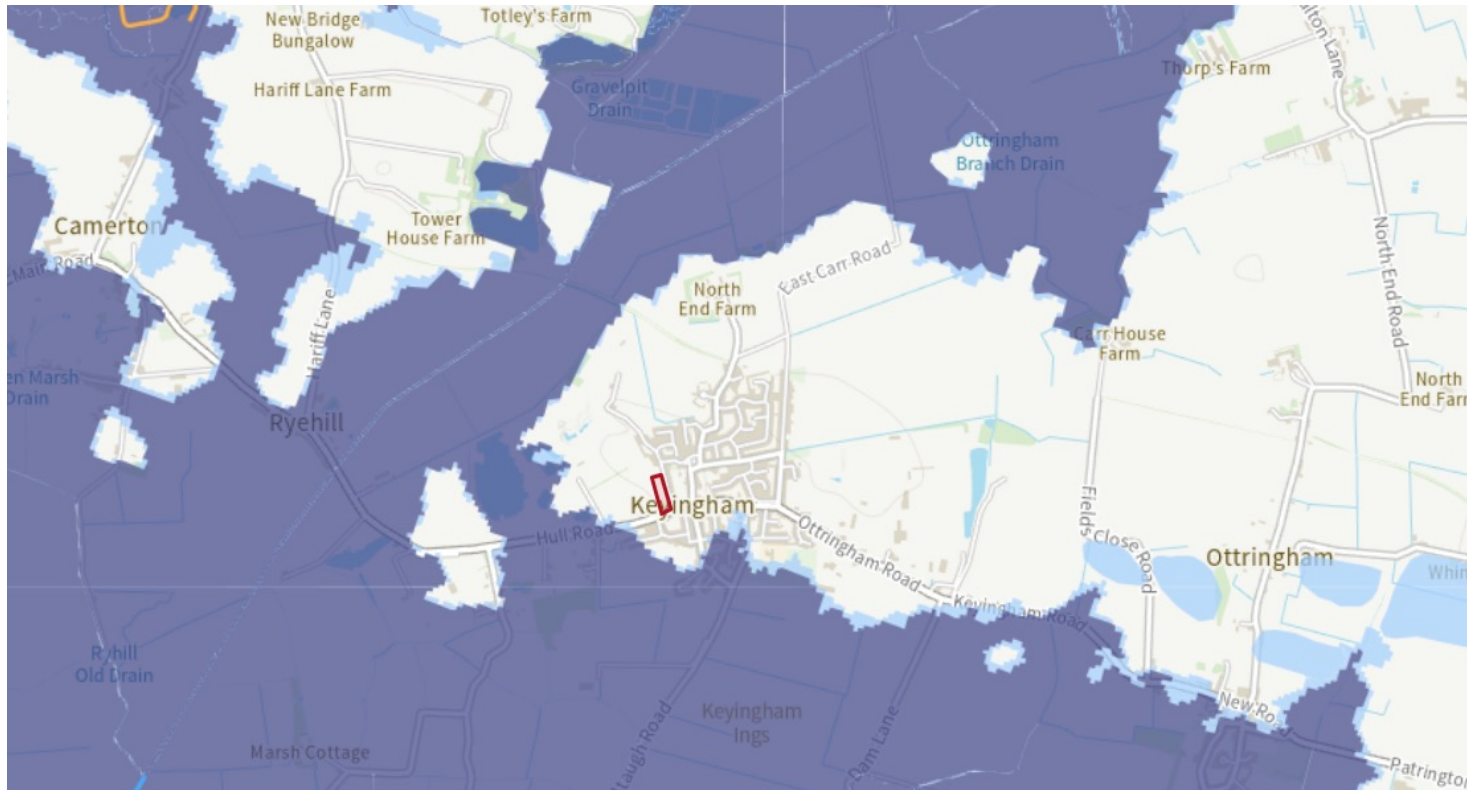 New Bridge
Bungalow
Totley's Farm
Hariff Lane Farm
Gravelpit
Drain
Thorp's Farm
Ottringham
Branch Drain
Camerton
Tower
House Farm
Main Road
Hariff Lane
North
End Farm
East Carr Road
North End Road
Carr House
Farm
North
End Farm
Marsh
Drain
Ryehill
Keyingham
Hull Road
Ottringham Road
Fields
Close Road
Ottringham
Keyingham Road
Ryhill
Old Drain
Keyingham
Ings
New Ro
Marsh Cottage
Dam Lane
Road
Patrington